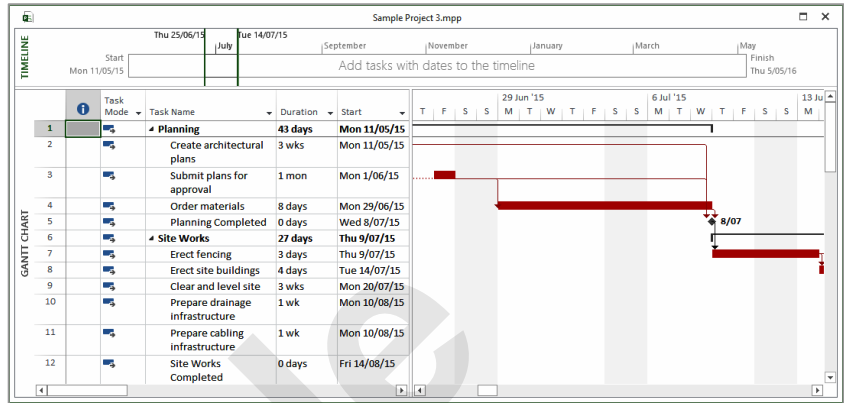 Sample Project 3.mpp
TIMELINE
Thu 25/06/15 Tue 14/07/15
July September November January March May
Start
Mon 11/05/15
Add tasks with dates to the timeline
Finish
Thu 5/05/16
GANTT CHART
Task Mode Task Name Duration Start
29 Jun '15 6 Jul '15 13 Ju
T F S S M T W T F S S M T W T F S S M
1 Planning 43 days Mon 11/05/15
2 Create architectural 3 wks Mon 11/05/15
plans
3 Submit plans for 1 mon Mon 1/06/15
approval
4 Order materials 8 days Mon 29/06/15
5 Planning Completed 0 days Wed 8/07/15
8/07
6 Site Works 27 days Thu 9/07/15
7 Erect fencing 3 days Thu 9/07/15
8 Erect site buildings 4 days Tue 14/07/15
9 Clear and level site 3 wks Mon 20/07/15
10 Prepare drainage 1 wk Mon 10/08/15
infrastructure
11 Prepare cabling 1 wk Mon 10/08/15
infrastructure
12 Site Works 0 days Fri 14/08/15
Completed